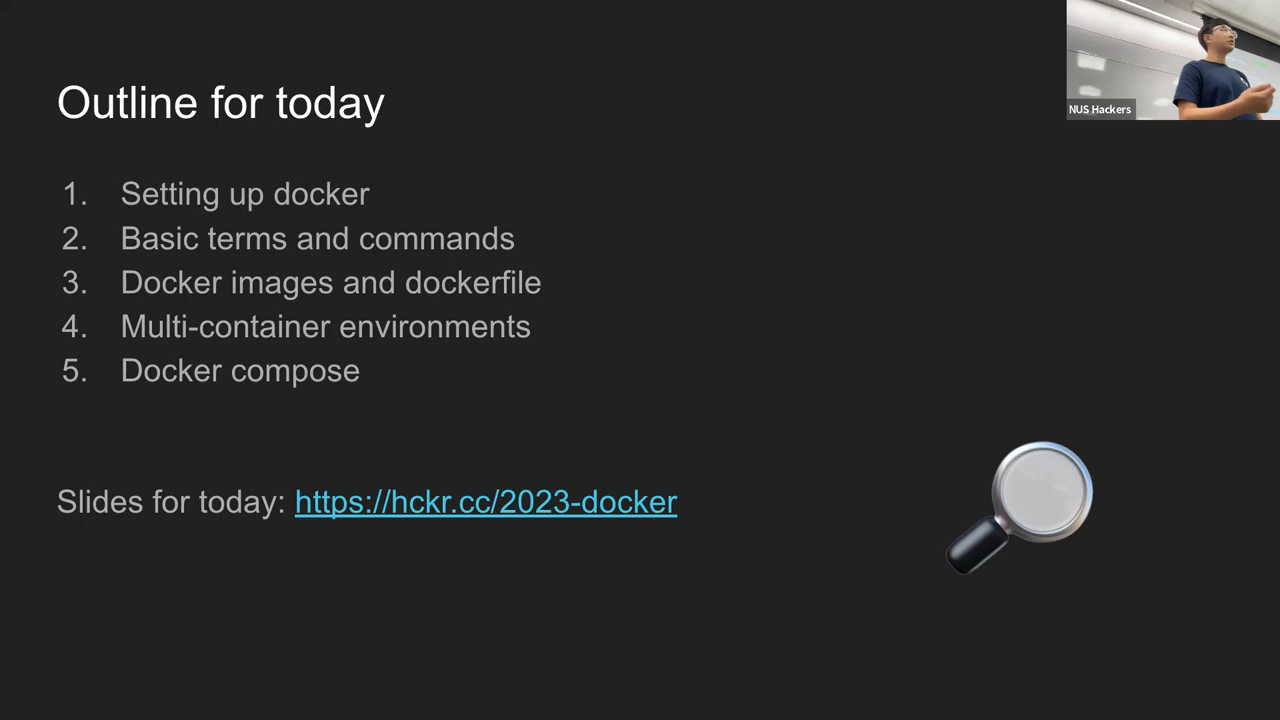 Outline for today
1. Setting up docker
2. Basic terms and commands
3. Docker images and dockerfile
4. Multi-container environments
5. Docker compose
Slides for today: https://hckr.cc/2023-docker
NUS Hackers